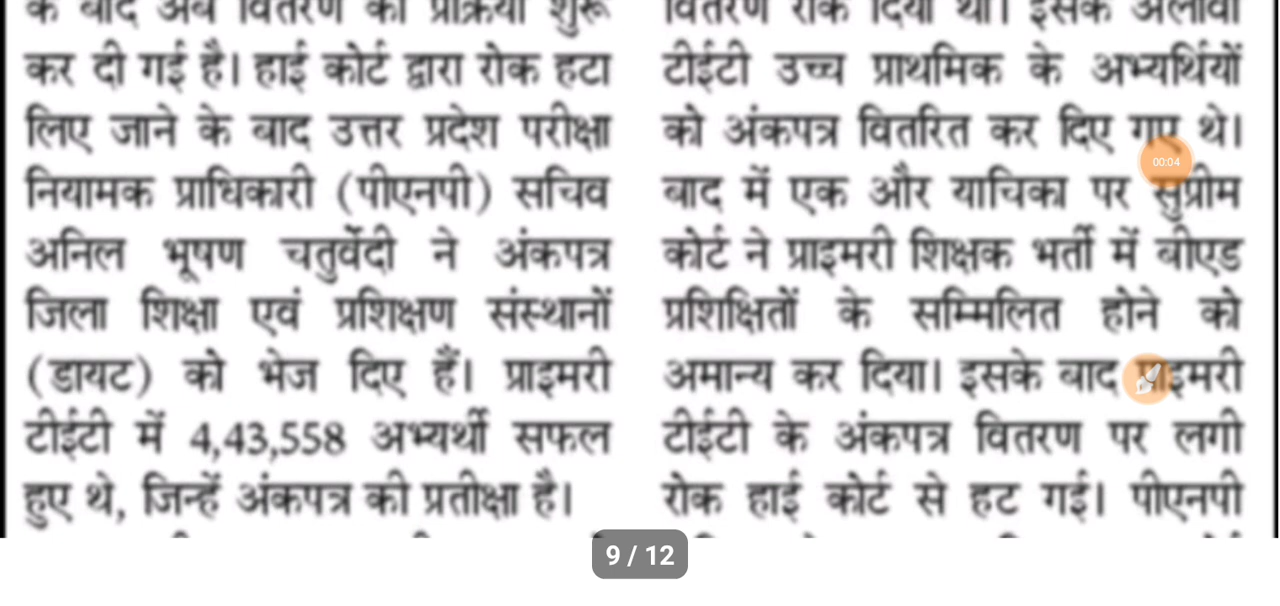 के बाद अब वितरण की प्रक्रिया शुरू
कर दी गई है। हाई कोर्ट द्वारा रोक हटा
लिए जाने के बाद उत्तर प्रदेश परीक्षा
नियामक प्राधिकारी (पीएनपी) सचिव
अनिल भूषण चतुर्वेदी ने अंकपत्र
जिला शिक्षा एवं प्रशिक्षण संस्थानों
(डायट) को भेज दिए हैं। प्राइमरी
टीईटी में 4,43,558 अभ्यर्थी सफल
हुए थे, जिन्हें अंकपत्र की प्रतीक्षा है।
वितरण रोक दिया था। इसके अलावा
टीईटी उच्च प्राथमिक के अभ्यर्थियों
को अंकपत्र वितरित कर दिए गए थे।
बाद में एक और याचिका पर सुप्रीम
कोर्ट ने प्राइमरी शिक्षक भर्ती में बीएड
प्रशिक्षितों के सम्मिलित होने को
अमान्य कर दिया। इसके बाद प्राइमरी
टीईटी के अंकपत्र वितरण पर लगी
रोक हाई कोर्ट से हट गई। पीएनपी
00:04
9 / 12